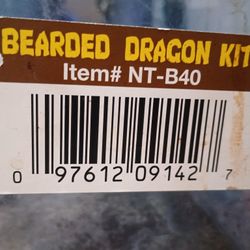 BEARDED DRAGON KIT
Item# NT-B40
0 97612 09142 7